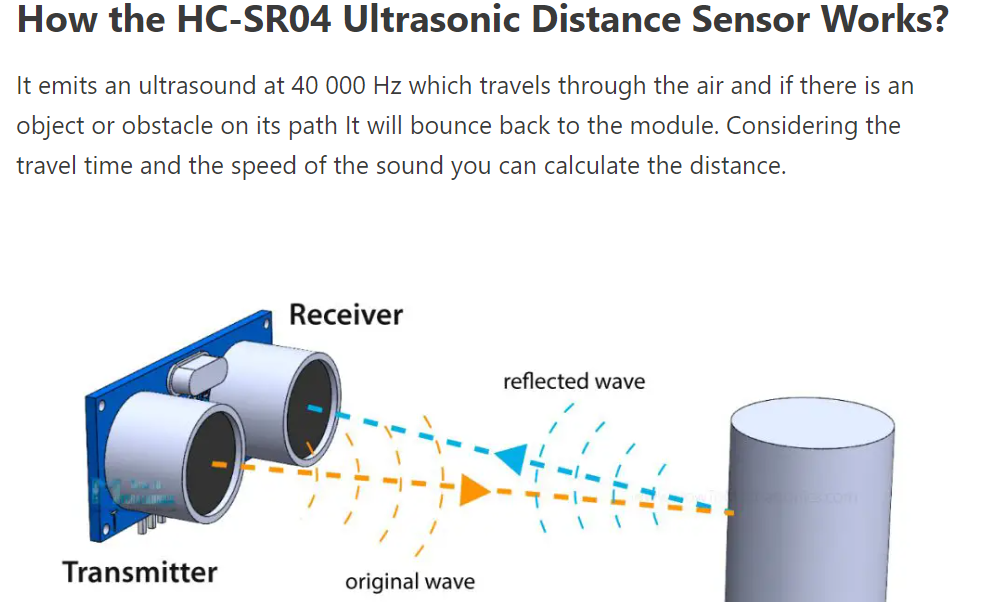 How the HC-SR04 Ultrasonic Distance Sensor Works?
It emits an ultrasound at 40 000 Hz which travels through the air and if there is an
object or obstacle on its path It will bounce back to the module. Considering the
travel time and the speed of the sound you can calculate the distance.
Receiver
reflected wave
T
Transmitter
original wave